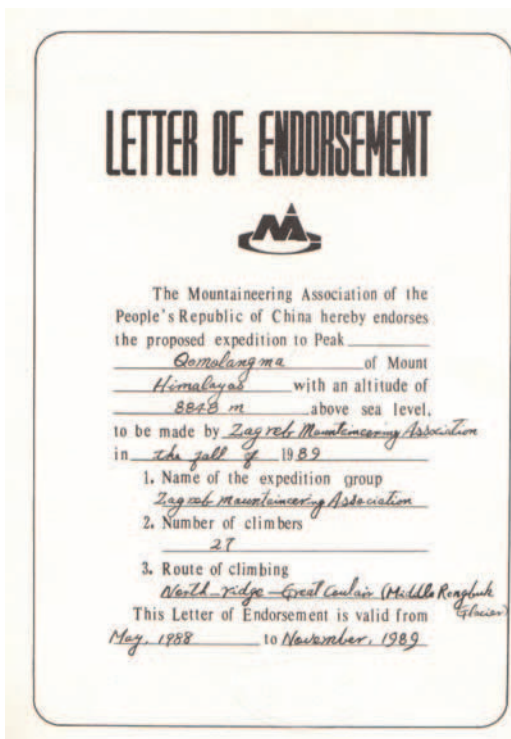 LETTER OF ENDORSEMENT
The Mountaineering Association of the
People's Republic of China hereby endorses
the proposed expedition to Peak
Qomolangma of Mount
Himalayas with an altitude of
8848 m above sea level,
to be made by Zagreb Mountaineering Association
in the fall of 1989
1. Name of the expedition group
Zagreb Mountaineering Association
2. Number of climbers
27
3. Route of climbing
North ridge - Great Couloir (Middle Rongbuk
Glacier)
This Letter of Endorsement is valid from
May, 1988 to November, 1989